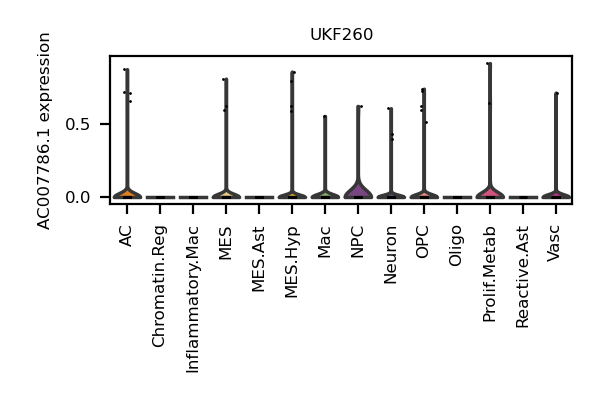 UKF260
AC007786.1 expression
0.5
0.0
AC
Chromatin.Reg
Inflammatory.Mac
MES
MES.Ast
MES.Hyp
Mac
NPC
Neuron
OPC
Oligo
Prolif.Metab
Reactive.Ast
Vasc